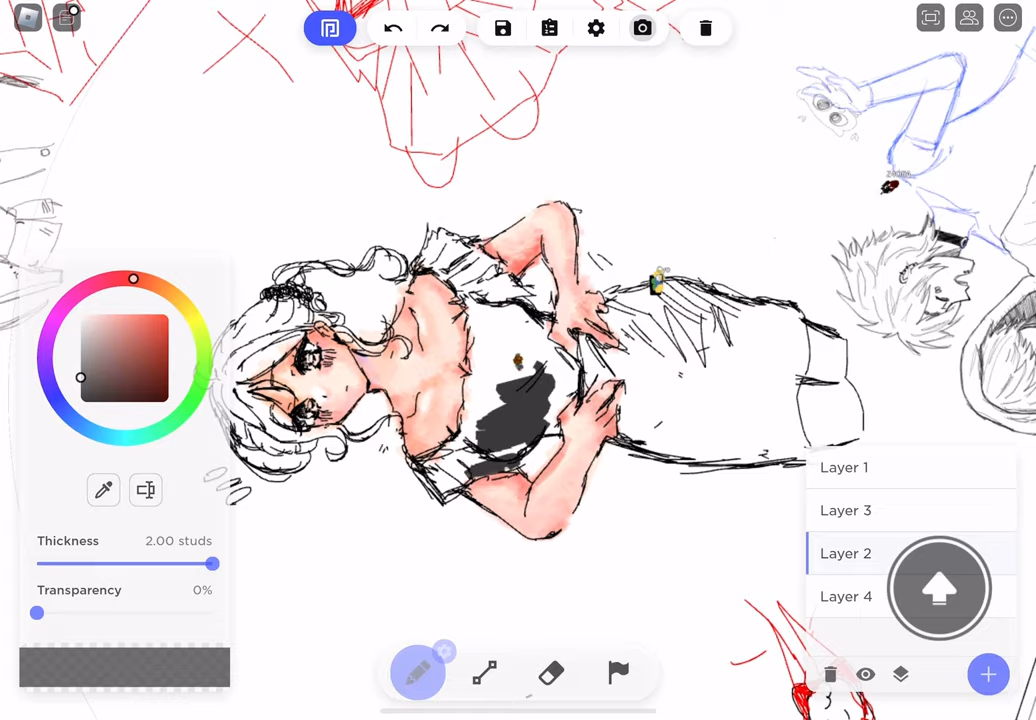 Thickness 2.00 studs
Transparency 0%
Layer 1
Layer 3
Layer 2
Layer 4